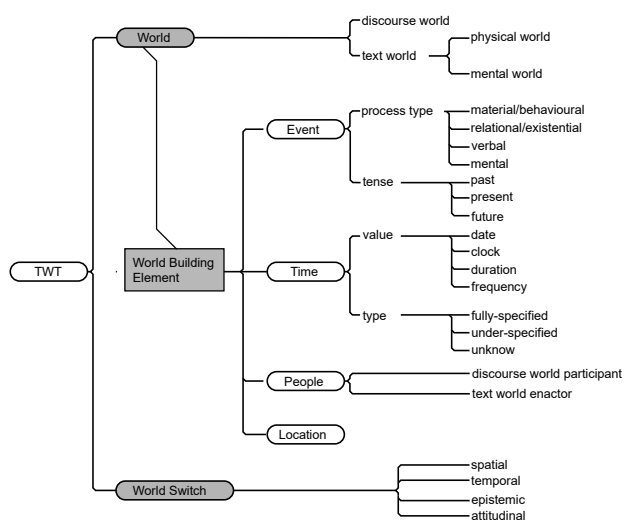 World
discourse world
text world
physical world
mental world
Event
process type
material/behavioural
relational/existential
verbal
mental
tense
past
present
future
TWT
World Building
Element
Time
value
date
clock
duration
frequency
type
fully-specified
under-specified
unknow
People
discourse world participant
text world enactor
Location
World Switch
spatial
temporal
epistemic
attitudinal